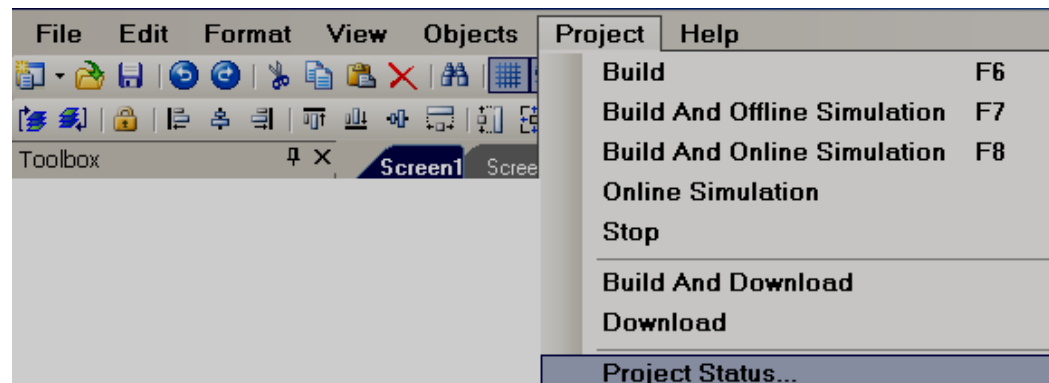 File Edit Format View Objects Project Help
Build F6
Build And Offline Simulation F7
Build And Online Simulation F8
Toolbox
Screen1 Scree
Online Simulation
Stop
Build And Download
Download
Project Status...